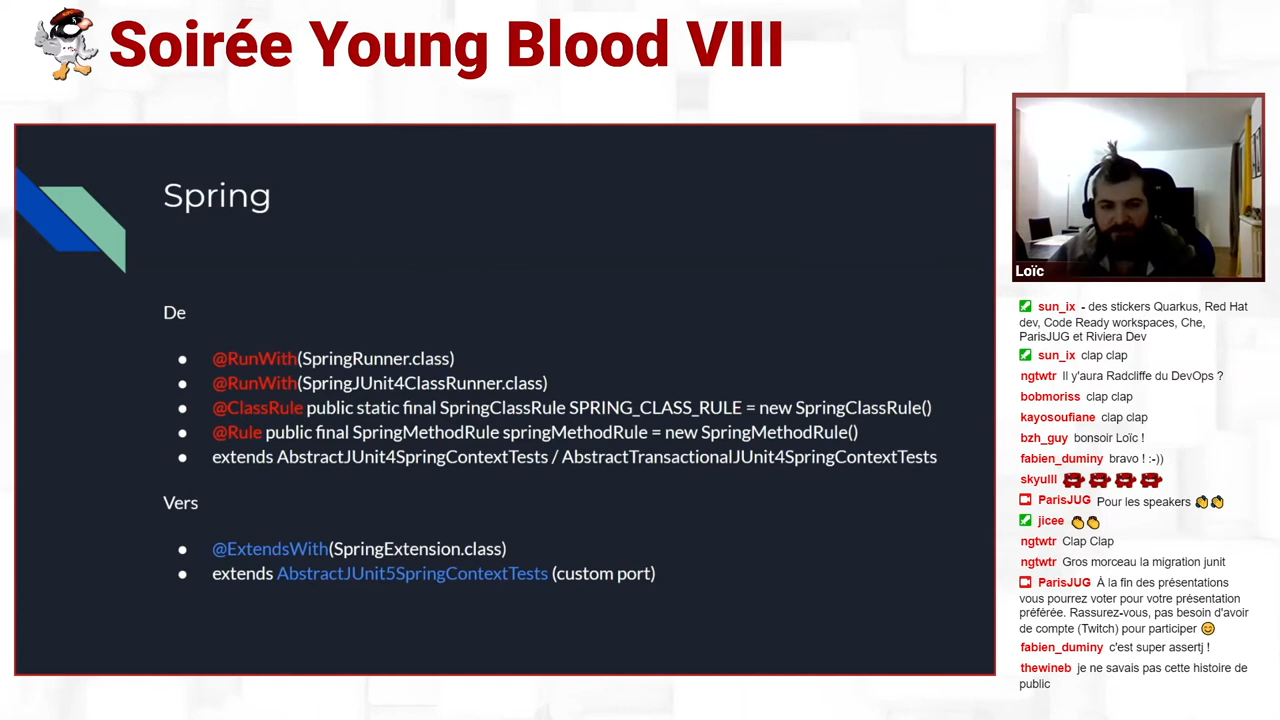 Soirée Young Blood VIII
Spring
De
@RunWith(SpringRunner.class)
@RunWith(SpringJUnit4ClassRunner.class)
@ClassRule public static final SpringClassRule SPRING_CLASS_RULE = new SpringClassRule()
@Rule public final SpringMethodRule springMethodRule = new SpringMethodRule()
extends AbstractJUnit4SpringContextTests / AbstractTransactionalJUnit4SpringContextTests
Vers
@ExtendsWith(SpringExtension.class)
extends AbstractJUnit5SpringContextTests (custom port)
Loïc
sun_ix - des stickers Quarkus, Red Hat
dev, Code Ready workspaces, Che,
ParisJUG et Riviera Dev
sun_ix clap clap
ngtwtr Il y'aura Radcliffe du DevOps ?
bobmoriss clap clap
kayosoufiane clap clap
bzh_guy bonsoir Loïc !
fabien_duminy bravo ! :-))
skyulll
ParisJUG Pour les speakers 👏👏
jicee 👏👏
ngtwtr Clap Clap
ngtwtr Gros morceau la migration junit
ParisJUG À la fin des présentations
vous pourrez voter pour votre présentation
préférée. Rassurez-vous, pas besoin d'avoir
de compte (Twitch) pour participer 😊
fabien_duminy c'est super assertj !
thewineb je ne savais pas cette histoire de
public